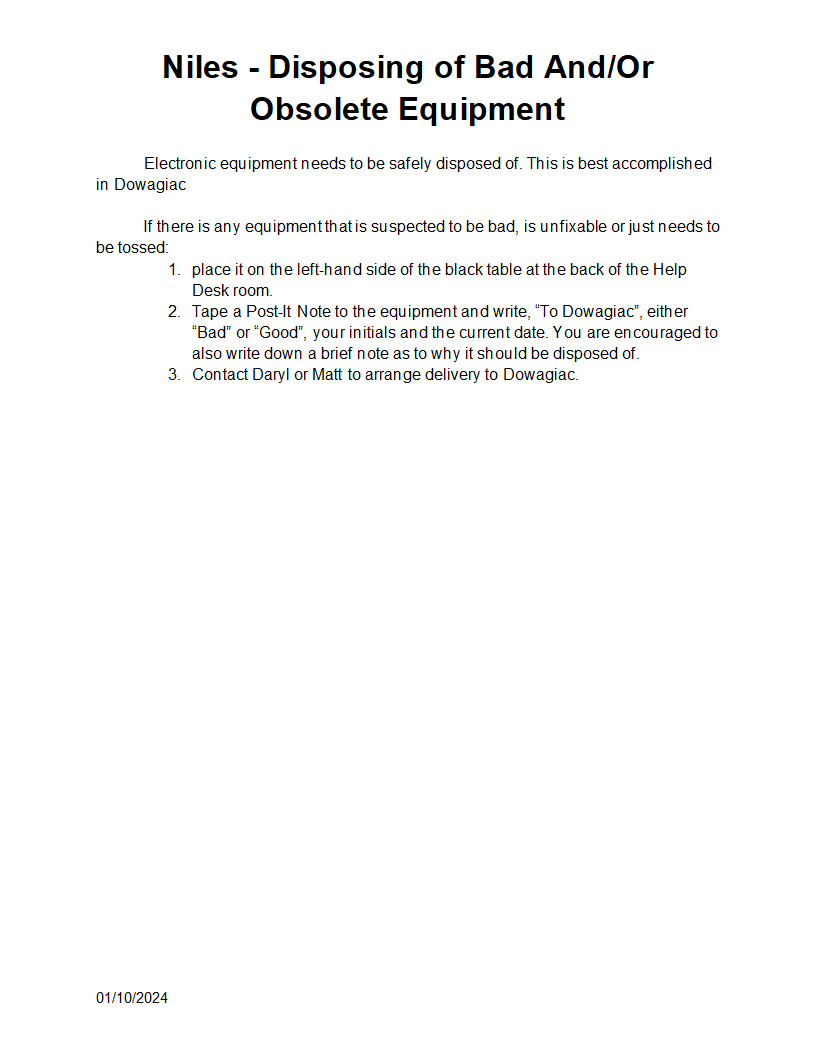 Niles - Disposing of Bad And/Or
Obsolete Equipment
Electronic equipment needs to be safely disposed of. This is best accomplished
in Dowagiac
If there is any equipment that is suspected to be bad, is unfixable or just needs to
be tossed:
1. place it on the left-hand side of the black table at the back of the Help
Desk room.
2. Tape a Post-It Note to the equipment and write, “To Dowagiac”, either
“Bad” or “Good”, your initials and the current date. You are encouraged to
also write down a brief note as to why it should be disposed of.
3. Contact Daryl or Matt to arrange delivery to Dowagiac.
01/10/2024